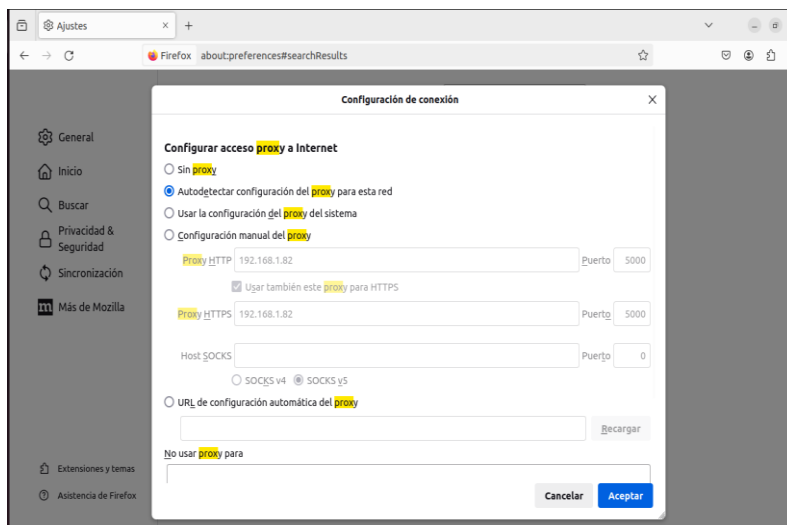 Ajustes
Firefox about:preferences#searchResults
General
Inicio
Buscar
Privacidad &
Seguridad
Sincronización
Más de Mozilla
Extensiones y temas
Asistencia de Firefox
Configuración de conexión
Configurar acceso proxy a Internet
Sin proxy
Autodetectar configuración del proxy para esta red
Usar la configuración del proxy del sistema
Configuración manual del proxy
Proxy HTTP 192.168.1.82 Puerto 5000
Usar también este proxy para HTTPS
Proxy HTTPS 192.168.1.82 Puerto 5000
Host SOCKS Puerto 0
SOCKS v4 SOCKS v5
URL de configuración automática del proxy
Recargar
No usar proxy para
Cancelar Aceptar